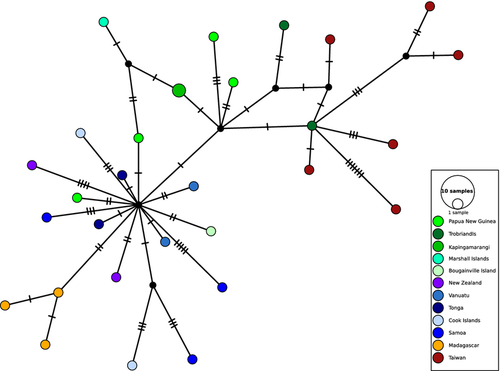 10 samples
1 sample
Papua New Guinea
Trobriandis
Kapingamarangi
Marshall Islands
Bougainville Island
New Zealand
Vanuatu
Tonga
Cook Islands
Samoa
Madagascar
Taiwan